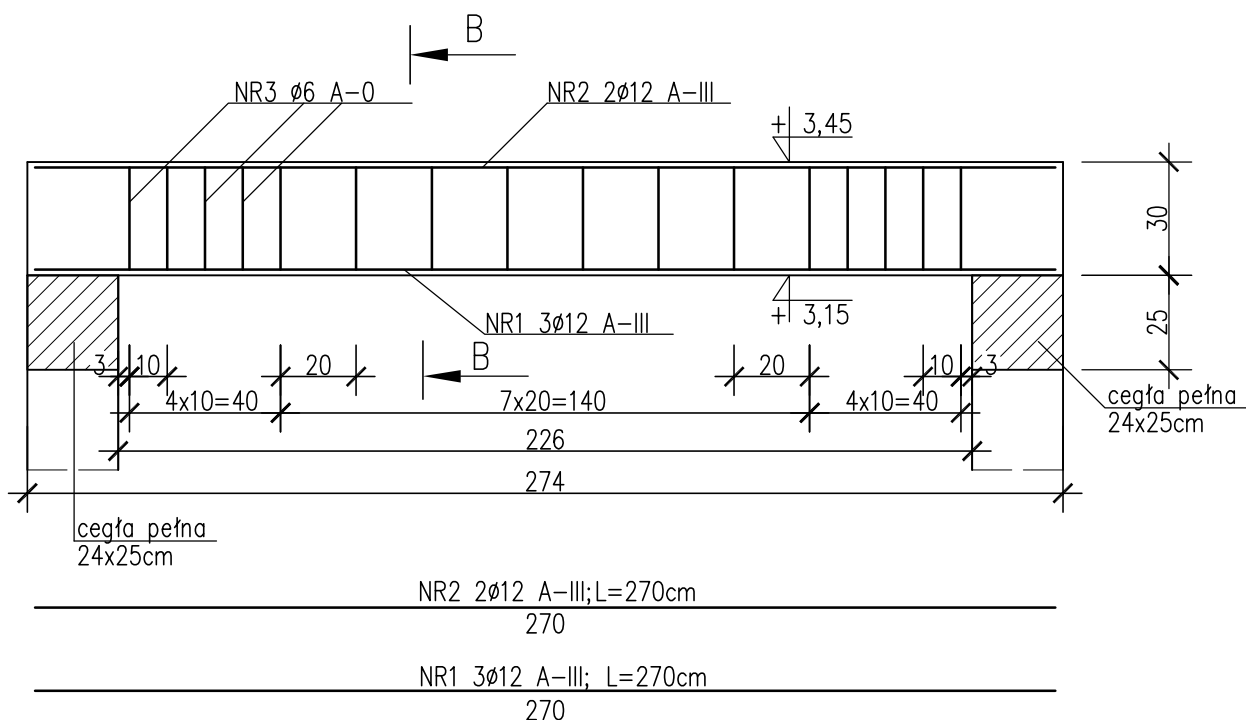 B
NR3 ø6 A-0
NR2 2ø12 A-III
+ 3,45
30
25
+ 3,15
NR1 3ø12 A-III
B
3
10
20
20
10
3
4x10=40
7x20=140
4x10=40
cegła pełna
24x25cm
226
274
cegła pełna
24x25cm
NR2 2ø12 A-III; L=270cm
270
NR1 3ø12 A-III; L=270cm
270